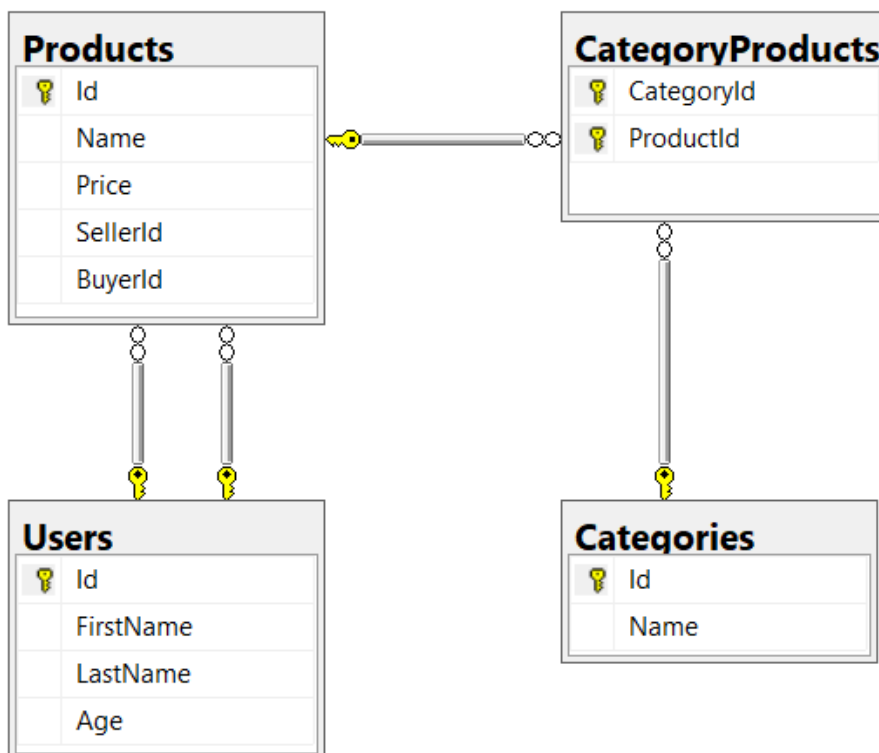 Products
Id
Name
Price
SellerId
BuyerId
CategoryProducts
CategoryId
ProductId
Users
Id
FirstName
LastName
Age
Categories
Id
Name